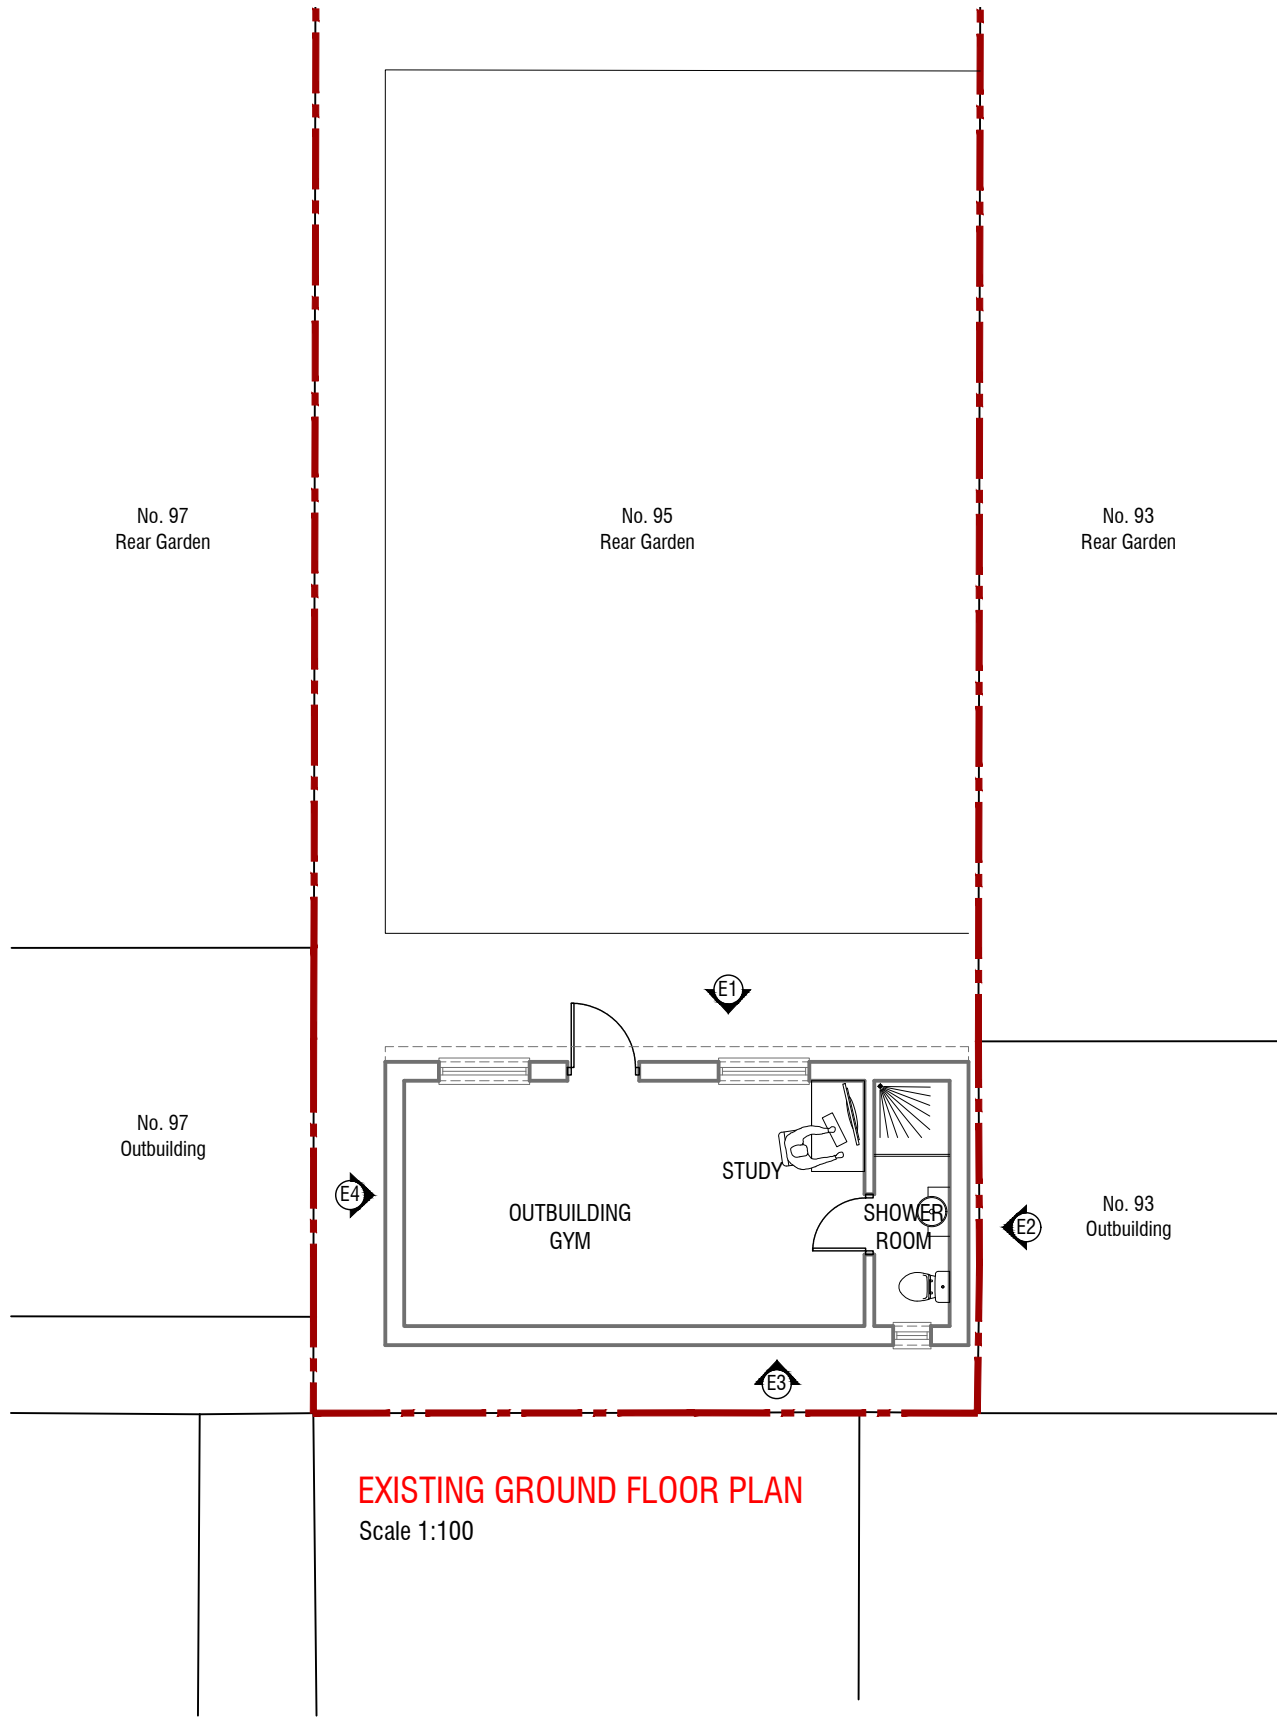 No. 97
Rear Garden
No. 95
Rear Garden
No. 93
Rear Garden
E1
No. 97
Outbuilding
STUDY
E4
OUTBUILDING
GYM
SHOWER
ROOM
E2
No. 93
Outbuilding
E3
EXISTING GROUND FLOOR PLAN
Scale 1:100